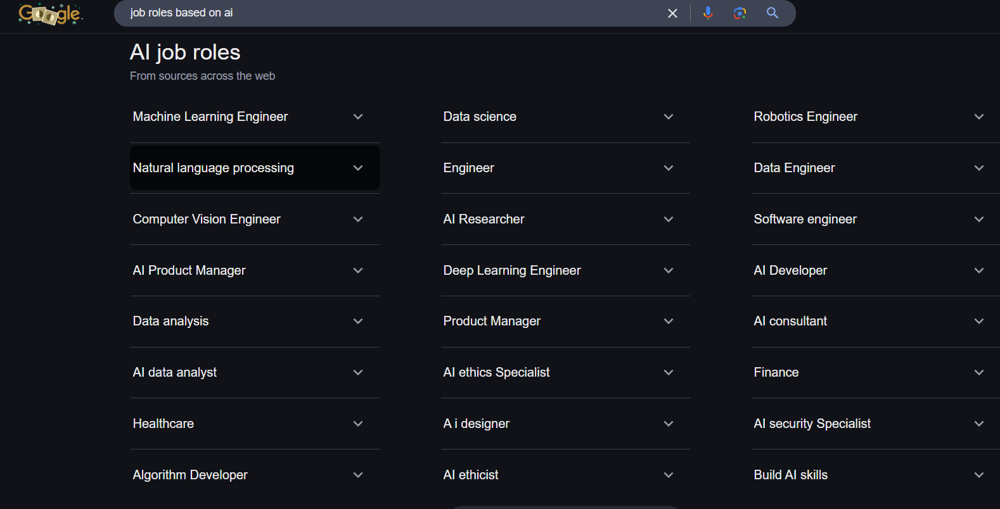 Google
job roles based on ai
AI job roles
From sources across the web
Machine Learning Engineer
Data science
Robotics Engineer
Natural language processing
Engineer
Data Engineer
Computer Vision Engineer
AI Researcher
Software engineer
AI Product Manager
Deep Learning Engineer
AI Developer
Data analysis
Product Manager
AI consultant
AI data analyst
AI ethics Specialist
Finance
Healthcare
A i designer
AI security Specialist
Algorithm Developer
AI ethicist
Build AI skills